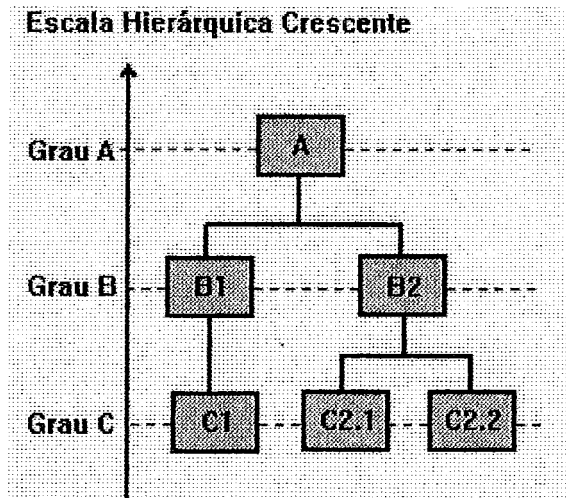 Escala Hierárquica Crescente
Grau A
A
Grau B
B1
B2
Grau C
C1
C2.1
C2.2